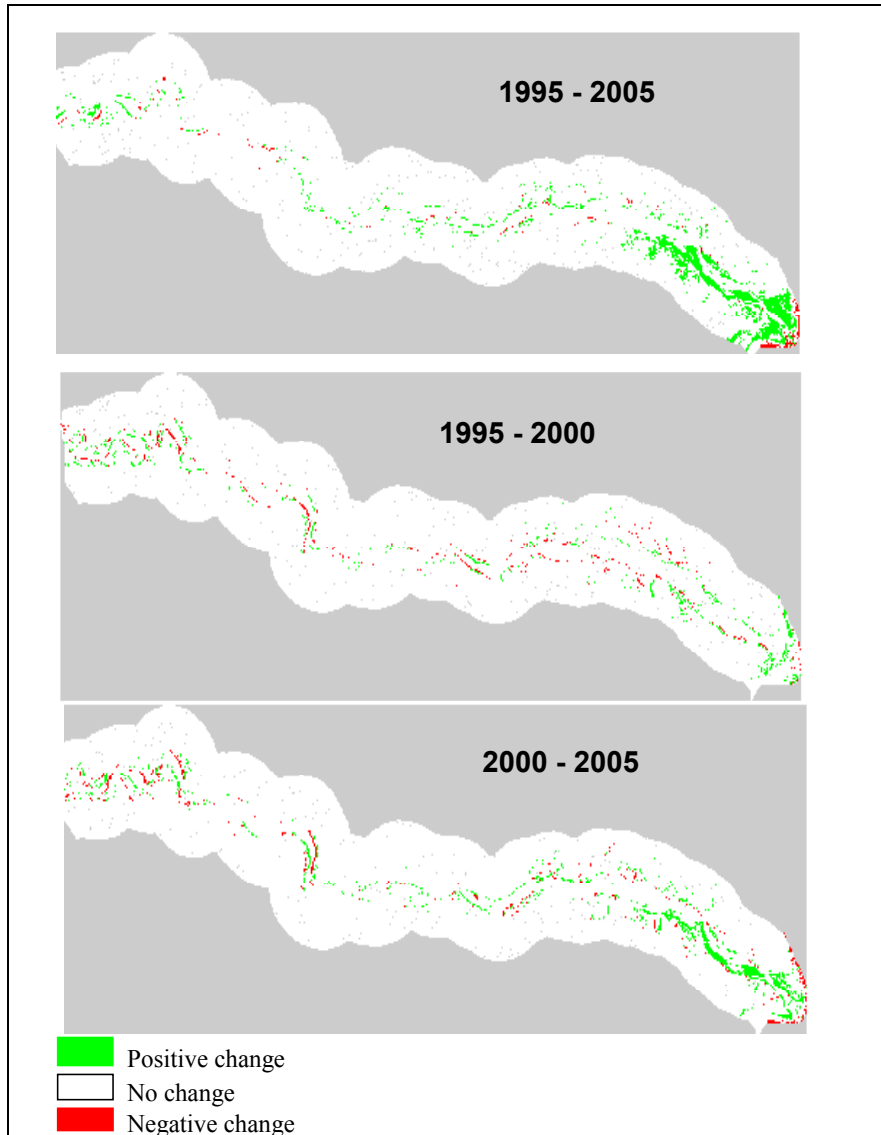 1995 - 2005
1995 - 2000
2000 - 2005
Positive change
No change
Negative change